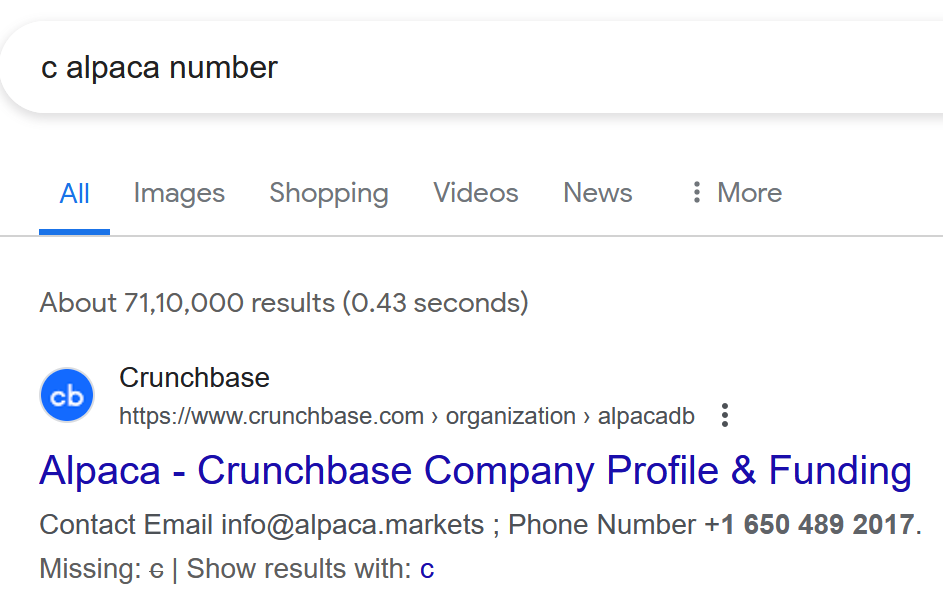 c alpaca number
All Images Shopping Videos News ⋮ More
About 71,10,000 results (0.43 seconds)
cb
Crunchbase
https://www.crunchbase.com › organization › alpacadb ⋮
Alpaca - Crunchbase Company Profile & Funding
Contact Email info@alpaca.markets ; Phone Number +1 650 489 2017.
Missing: c | Show results with: c